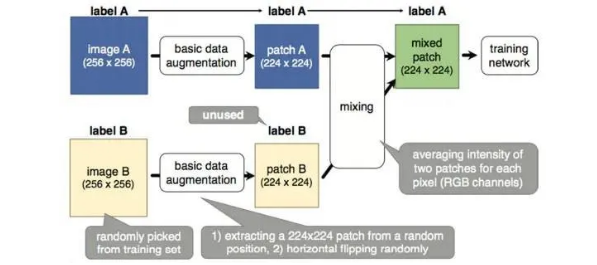 label A
label A
label A
image A
(256 x 256)
basic data
augmentation
patch A
(224 x 224)
mixing
mixed
patch
(224 x 224)
training
network
unused
label B
label B
image B
(256 x 256)
basic data
augmentation
patch B
(224 x 224)
averaging intensity of
two patches for each
pixel (RGB channels)
randomly picked
from training set
1) extracting a 224x224 patch from a random
position, 2) horizontal flipping randomly